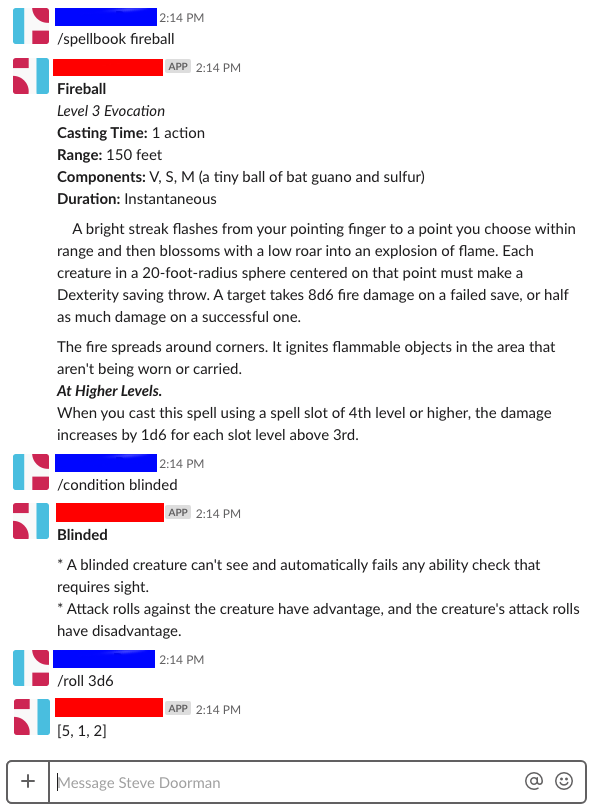 2:14 PM
/spellbook fireball
APP 2:14 PM
Fireball
Level 3 Evocation
Casting Time: 1 action
Range: 150 feet
Components: V, S, M (a tiny ball of bat guano and sulfur)
Duration: Instantaneous
A bright streak flashes from your pointing finger to a point you choose within
range and then blossoms with a low roar into an explosion of flame. Each
creature in a 20-foot-radius sphere centered on that point must make a
Dexterity saving throw. A target takes 8d6 fire damage on a failed save, or half
as much damage on a successful one.
The fire spreads around corners. It ignites flammable objects in the area that
aren't being worn or carried.
At Higher Levels.
When you cast this spell using a spell slot of 4th level or higher, the damage
increases by 1d6 for each slot level above 3rd.
2:14 PM
/condition blinded
APP 2:14 PM
Blinded
* A blinded creature can't see and automatically fails any ability check that
requires sight.
* Attack rolls against the creature have advantage, and the creature's attack rolls
have disadvantage.
2:14 PM
/roll 3d6
APP 2:14 PM
[5, 1, 2]
Message Steve Doorman